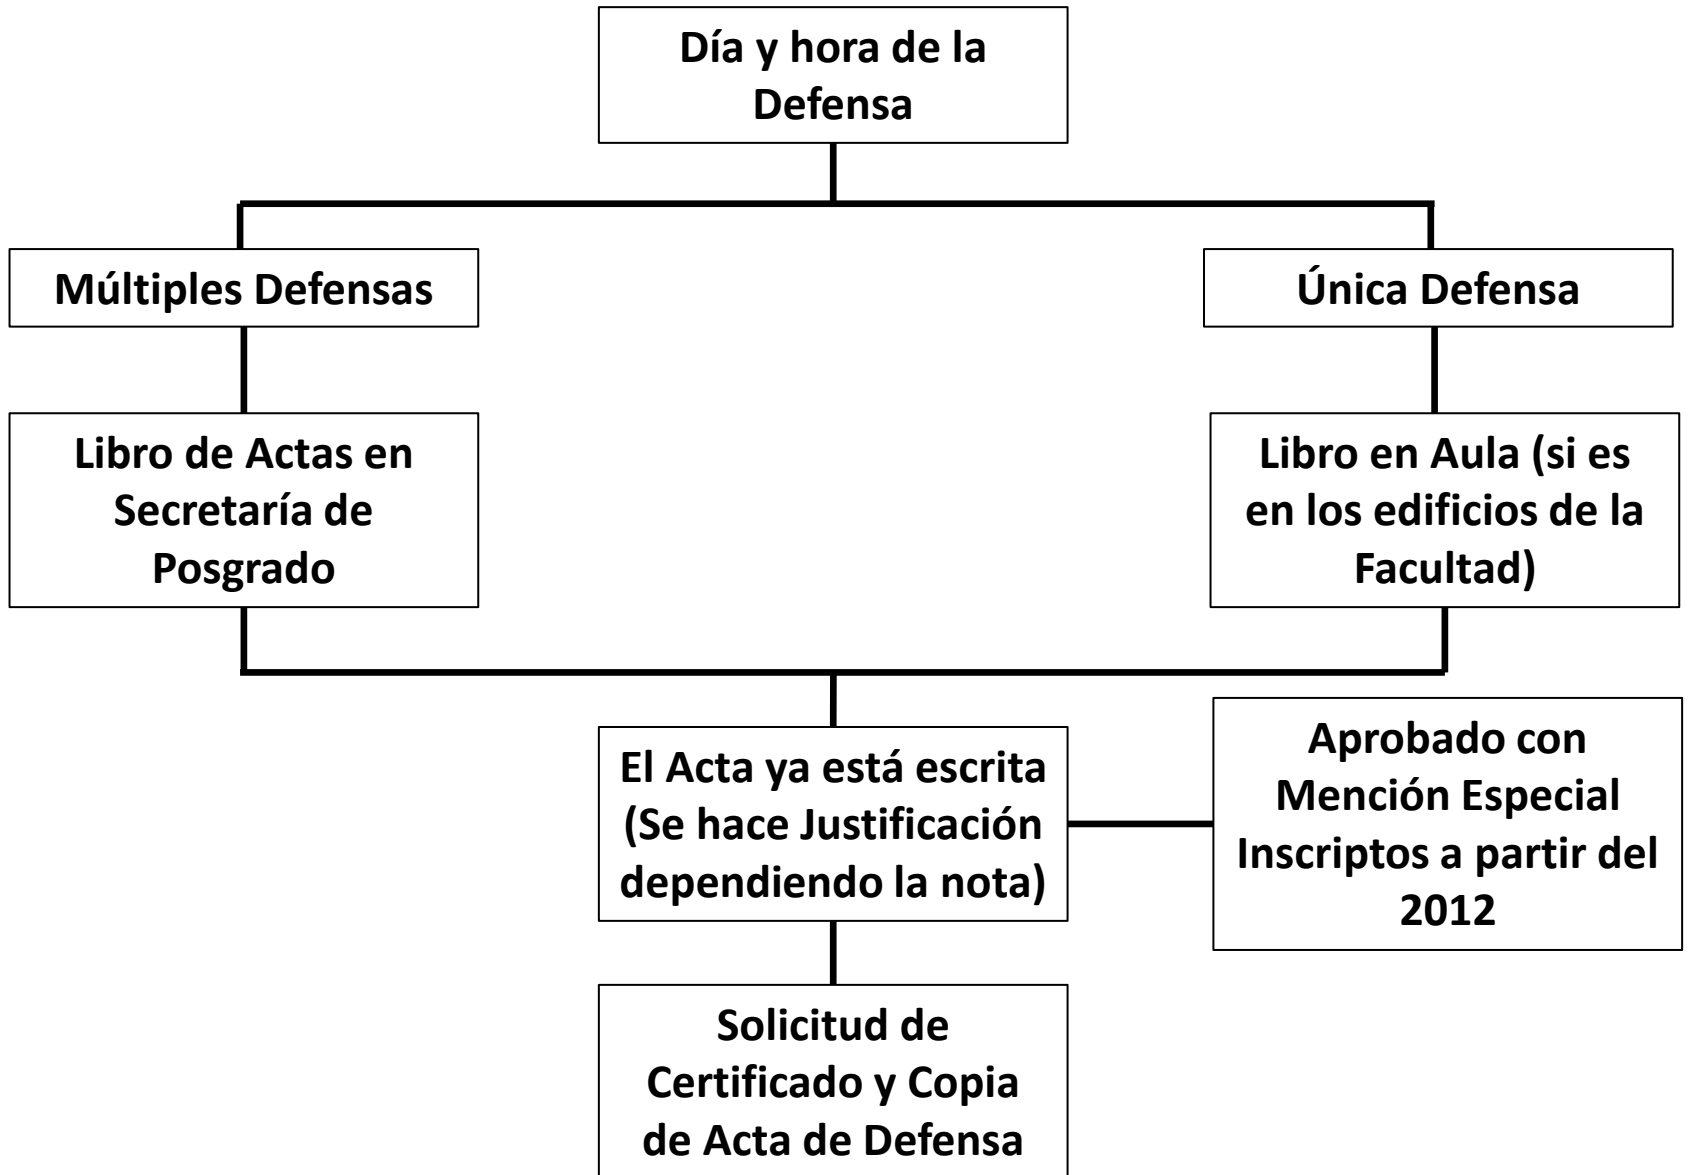 Día y hora de la
Defensa
Múltiples Defensas
Única Defensa
Libro de Actas en
Secretaría de
Posgrado
Libro en Aula (si es
en los edificios de la
Facultad)
El Acta ya está escrita
(Se hace Justificación
dependiendo la nota)
Aprobado con
Mención Especial
Inscriptos a partir del
2012
Solicitud de
Certificado y Copia
de Acta de Defensa